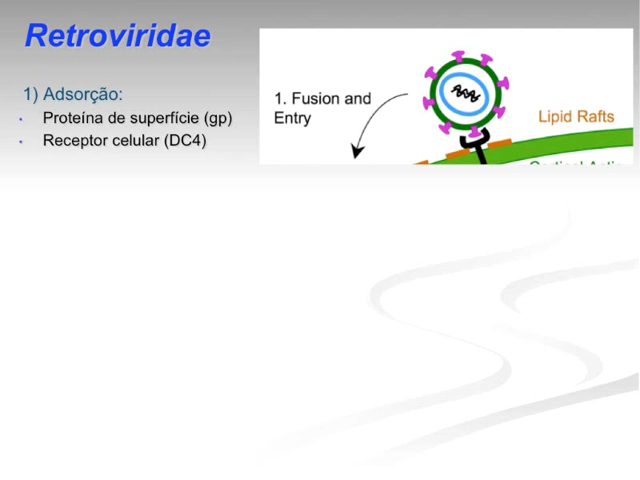 Retroviridae
1) Adsorção:
• Proteína de superfície (gp)
• Receptor celular (DC4)
1. Fusion and
Entry
Lipid Rafts